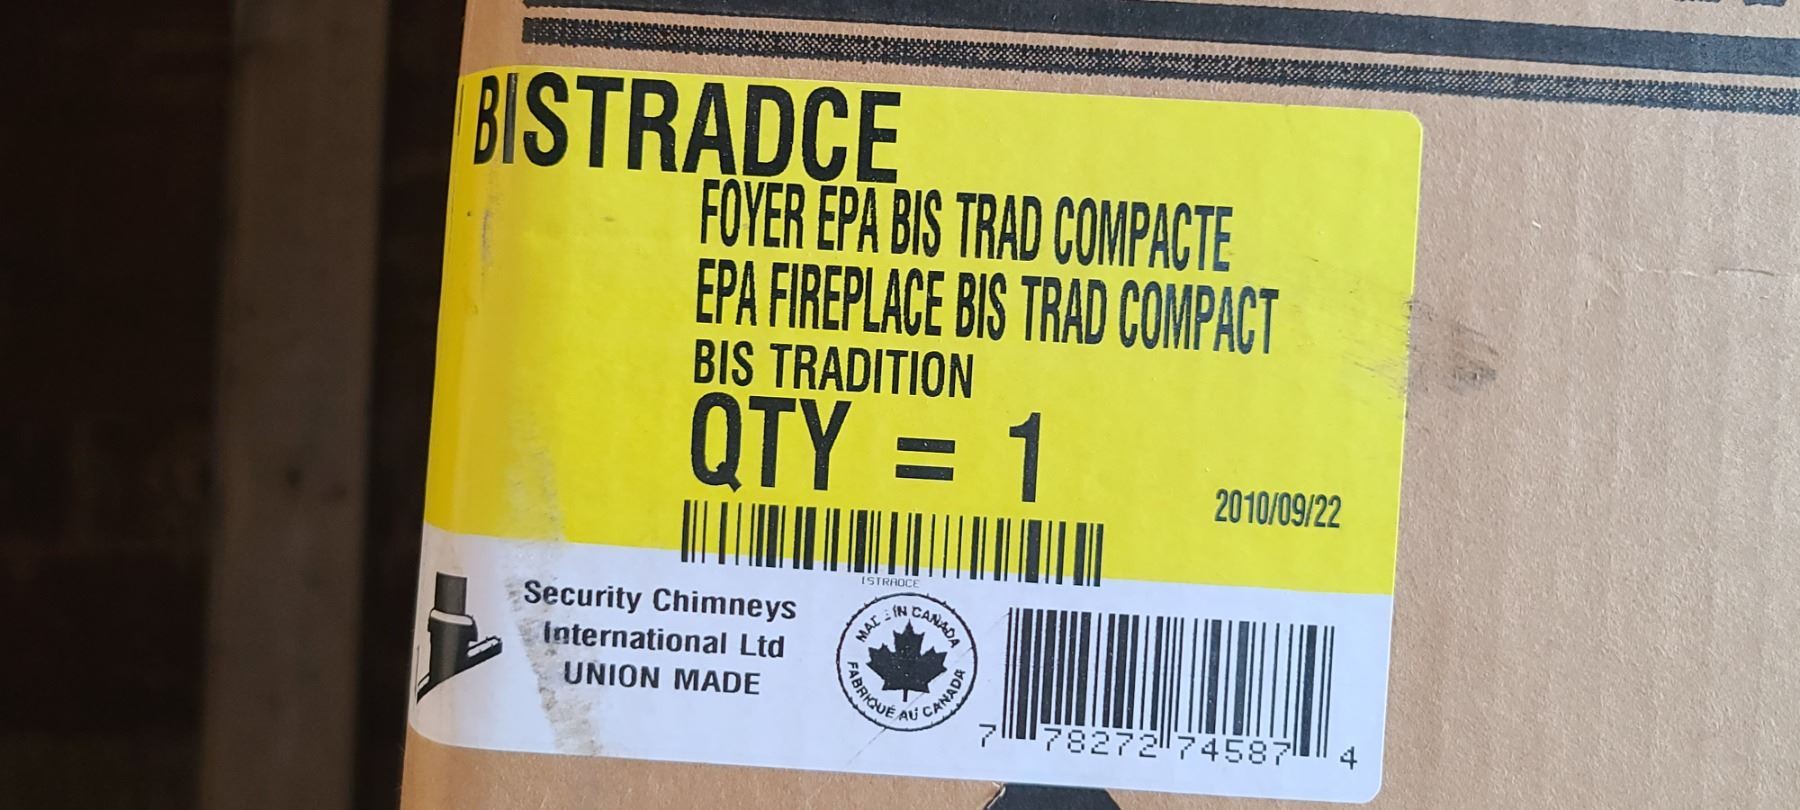 BISTRADCE
FOYER EPA BIS TRAD COMPACTE
EPA FIREPLACE BIS TRAD COMPACT
BIS TRADITION
QTY = 1
2010/09/22
ISTRADCE
Security Chimneys
International Ltd
UNION MADE
MADE IN CANADA
FABRIQUÉ AU CANADA
7 78272 74587 4